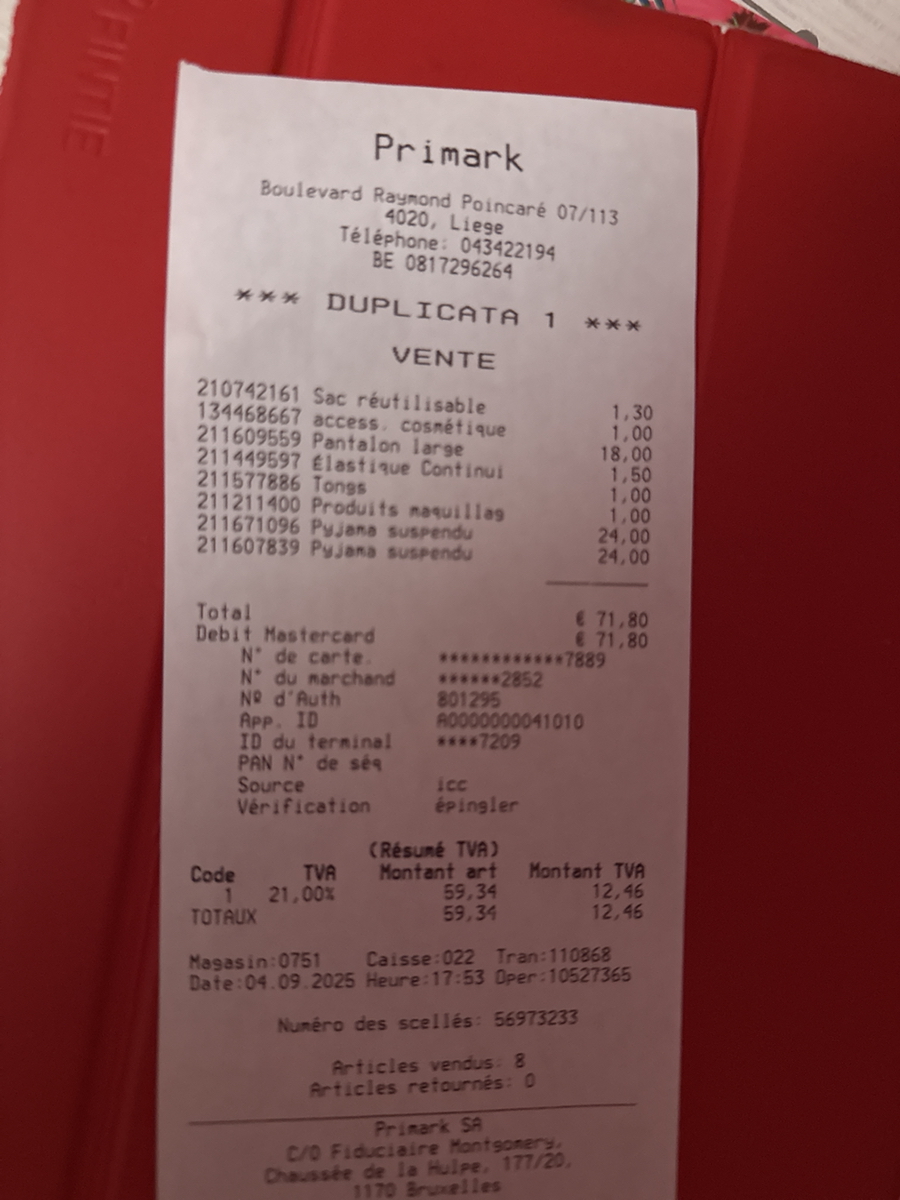 Primark
Boulevard Raymond Poincaré 07/113
4020, Liege
Téléphone: 043422194
BE 0817296264
*** DUPLICATA 1 ***
VENTE
210742161 Sac réutilisable 1,30
134468667 access. cosmétique 1,00
211609559 Pantalon large 18,00
211449597 Élastique Continui 1,50
211577886 Tongs 1,00
211211400 Produits maquillag 1,00
211671096 Pyjama suspendu 24,00
211607839 Pyjama suspendu 24,00
Total € 71,80
Debit Mastercard € 71,80
N° de carte. ************7889
N° du marchand ******2852
Nº d'Auth 801295
App. ID A0000000041010
ID du terminal ****7209
PAN N° de séq
Source icc
Vérification épingler
(Résumé TVA)
Code TVA Montant art Montant TVA
1 21,00% 59,34 12,46
TOTAUX 59,34 12,46
Magasin:0751 Caisse:022 Tran:110868
Date:04.09.2025 Heure:17:53 Oper:10527365
Numéro des scellés: 56973233
Articles vendus: 8
Articles retournés: 0
Primark SA
C/O Fiduciaire Montgomery,
Chaussée de la Hulpe, 177/20,
1170 Bruxelles